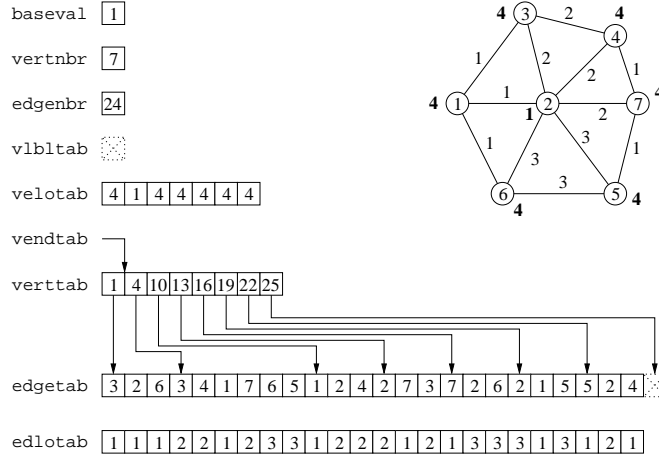 baseval 1
vertnbr 7
edgenbr 24
vlbltab
velotab 4 1 4 4 4 4 4
vendtab
verttab 1 4 10 13 16 19 22 25
edgetab 3 2 6 3 4 1 7 6 5 1 2 4 2 7 3 7 2 6 2 1 5 5 2 4
edlotab 1 1 1 2 2 1 2 3 3 1 2 2 2 1 2 1 3 3 3 1 3 1 2 1
4 3 2 4
4
1 2 2 1
4 1 1 2 7 4
1 2
1 3 3 1
6 3 5 4
4